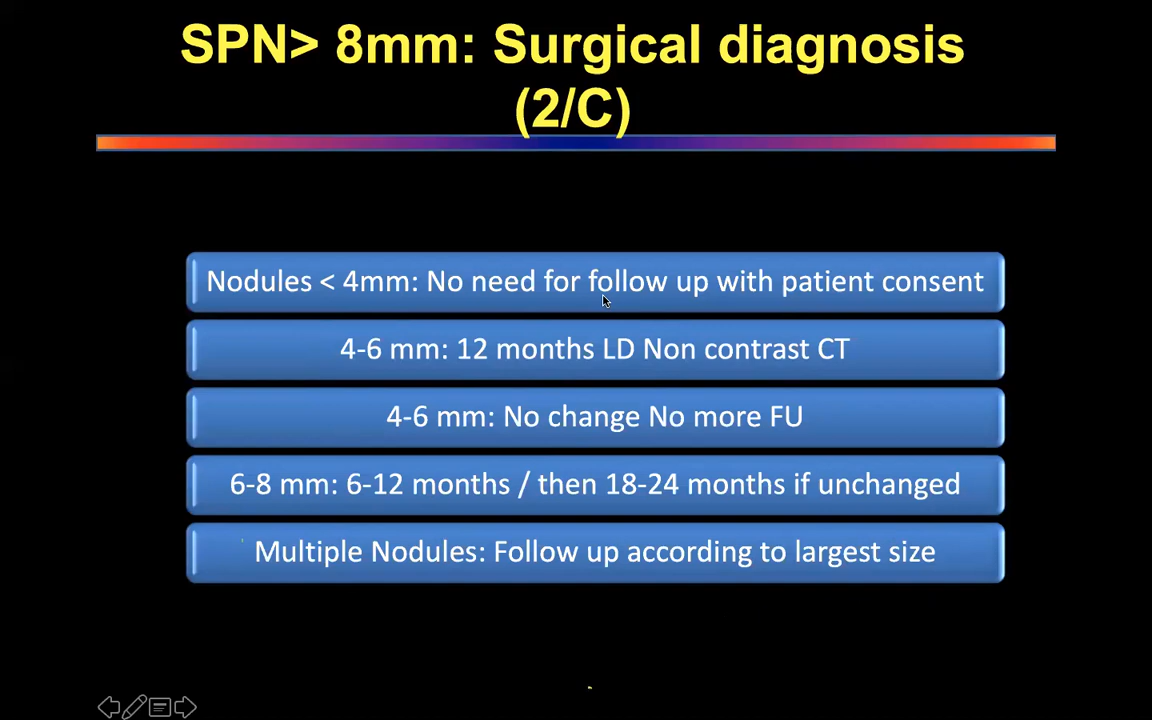 SPN> 8mm: Surgical diagnosis
(2/C)
Nodules < 4mm: No need for follow up with patient consent
4-6 mm: 12 months LD Non contrast CT
4-6 mm: No change No more FU
6-8 mm: 6-12 months / then 18-24 months if unchanged
Multiple Nodules: Follow up according to largest size